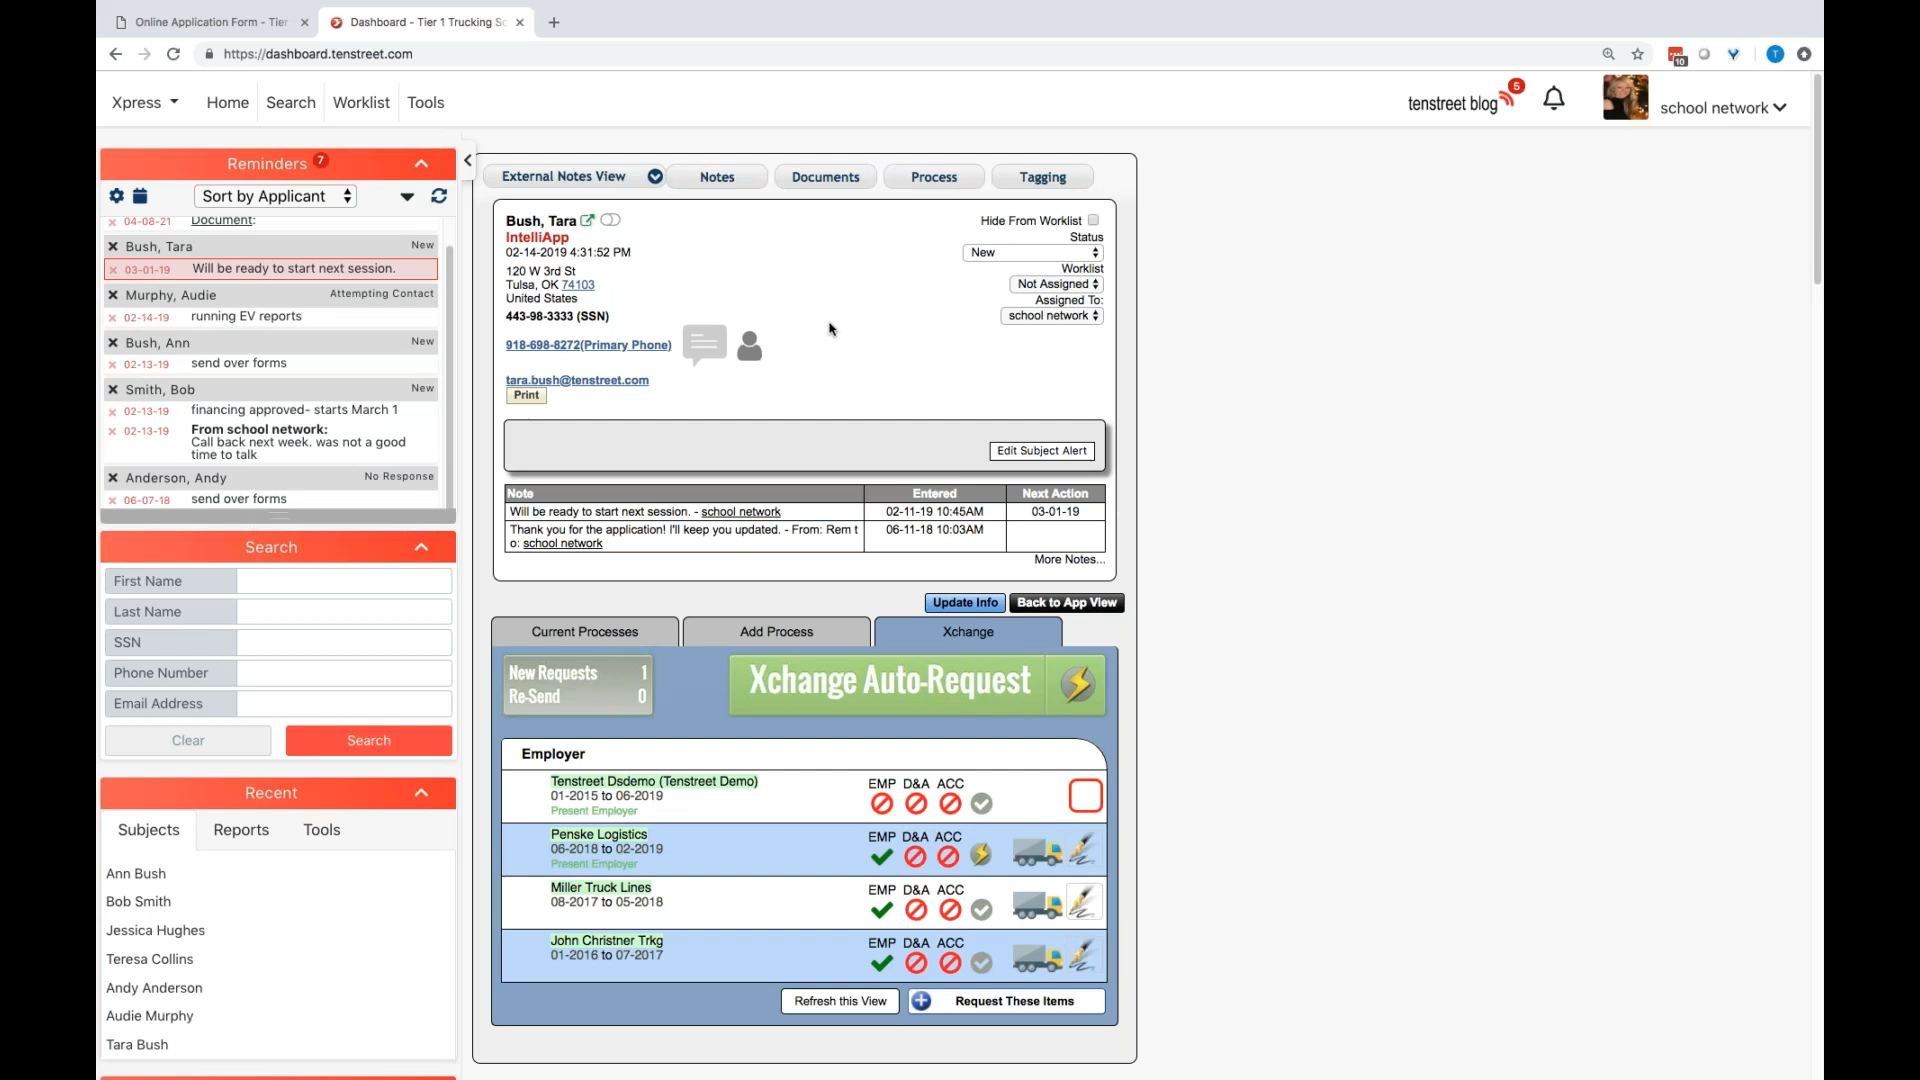 Online Application Form - Tier
Dashboard - Tier 1 Trucking Sc
https://dashboard.tenstreet.com
10
T
Xpress
Home
Search
Worklist
Tools
tenstreet blog
5
school network
Reminders 7
Sort by Applicant
04-08-21 Document:
Bush, Tara New
03-01-19 Will be ready to start next session.
Murphy, Audie Attempting Contact
02-14-19 running EV reports
Bush, Ann New
02-13-19 send over forms
Smith, Bob New
02-13-19 financing approved- starts March 1
02-13-19 From school network:
Call back next week. was not a good
time to talk
Anderson, Andy No Response
06-07-18 send over forms
Search
First Name
Last Name
SSN
Phone Number
Email Address
Clear Search
Recent
Subjects Reports Tools
Ann Bush
Bob Smith
Jessica Hughes
Teresa Collins
Andy Anderson
Audie Murphy
Tara Bush
External Notes View
Notes
Documents
Process
Tagging
Bush, Tara
IntelliApp
02-14-2019 4:31:52 PM
120 W 3rd St
Tulsa, OK 74103
United States
443-98-3333 (SSN)
918-698-8272(Primary Phone)
tara.bush@tenstreet.com
Print
Hide From Worklist
Status
New
Worklist
Not Assigned
Assigned To:
school network
Edit Subject Alert
Note Entered Next Action
Will be ready to start next session. - school network 02-11-19 10:45AM 03-01-19
Thank you for the application! I'll keep you updated. - From: Rem t 06-11-18 10:03AM
o: school network
More Notes...
Update Info Back to App View
Current Processes Add Process Xchange
New Requests 1
Re-Send 0
Xchange Auto-Request
Employer
Tenstreet Dsdemo (Tenstreet Demo) EMP D&A ACC
01-2015 to 06-2019
Present Employer
Penske Logistics EMP D&A ACC
06-2018 to 02-2019
Present Employer
Miller Truck Lines EMP D&A ACC
08-2017 to 05-2018
John Christner Trkg EMP D&A ACC
01-2016 to 07-2017
Refresh this View Request These Items